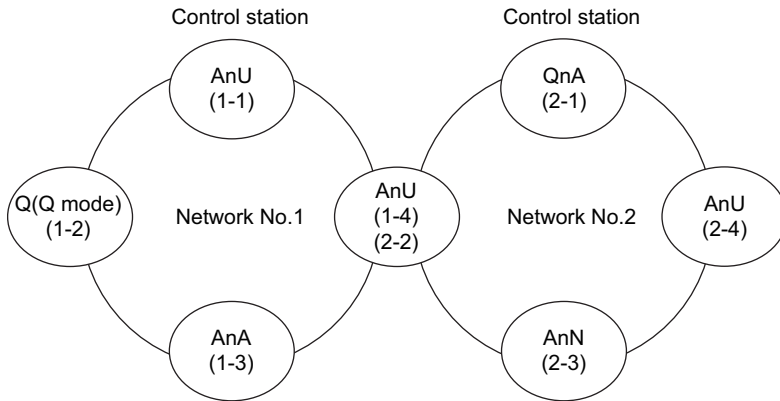 Control station
Control station
AnU
(1-1)
QnA
(2-1)
Q(Q mode)
(1-2)
Network No.1
AnU
(1-4)
(2-2)
Network No.2
AnU
(2-4)
AnA
(1-3)
AnN
(2-3)